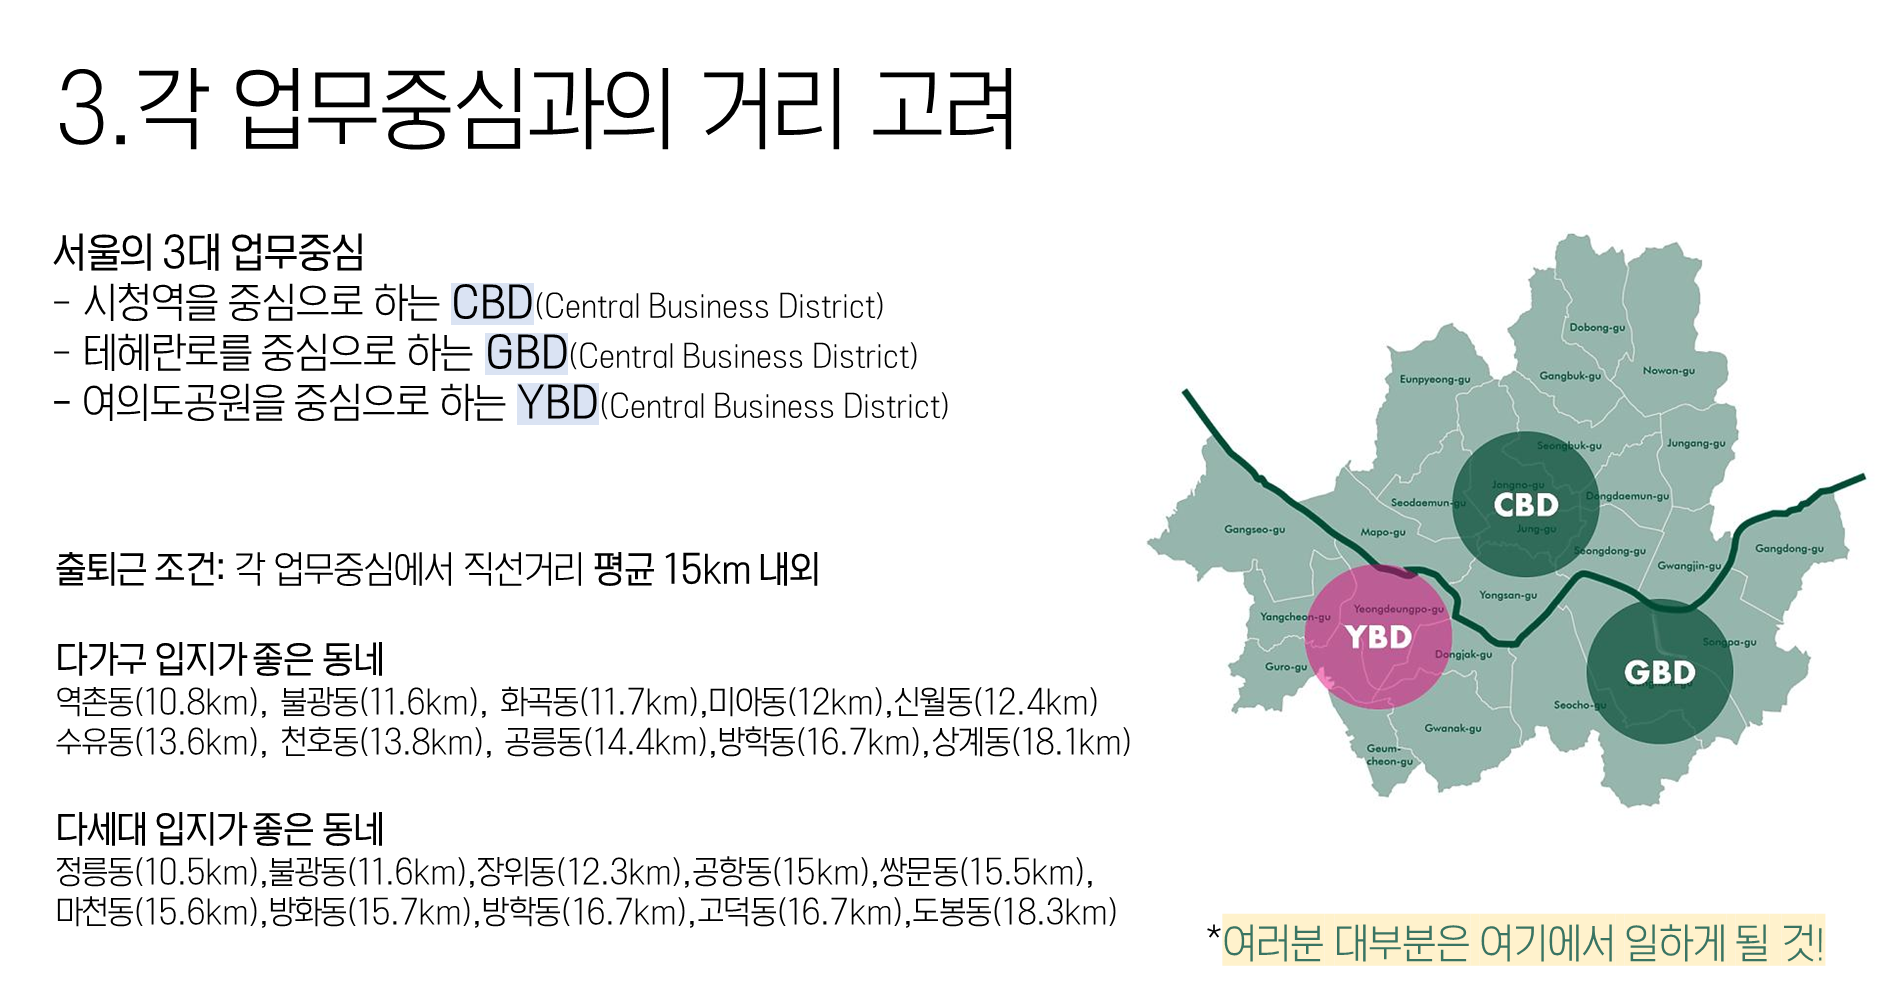 3.각 업무중심과의 거리 고려
서울의 3대 업무중심
- 시청역을 중심으로 하는 CBD(Central Business District)
- 테헤란로를 중심으로 하는 GBD(Central Business District)
- 여의도공원을 중심으로 하는 YBD(Central Business District)
출퇴근 조건: 각 업무중심에서 직선거리 평균 15km 내외
다가구 입지가 좋은 동네
역촌동(10.8km), 불광동(11.6km), 화곡동(11.7km),미아동(12km),신월동(12.4km)
수유동(13.6km), 천호동(13.8km), 공릉동(14.4km),방학동(16.7km),상계동(18.1km)
다세대 입지가 좋은 동네
정릉동(10.5km),불광동(11.6km),장위동(12.3km),공항동(15km),쌍문동(15.5km),
마천동(15.6km),방화동(15.7km),방학동(16.7km),고덕동(16.7km),도봉동(18.3km)
Dobong-gu
Nowon-gu
Gangbuk-gu
Eunpyeong-gu
Seongbuk-gu
Jungang-gu
Jongno-gu
Dongdaemun-gu
Seodaemun-gu
CBD
Jung-gu
Gangseo-gu
Mapo-gu
Seongdong-gu
Gangdong-gu
Gwangjin-gu
Yongsan-gu
Yangcheon-gu
Yeongdeungpo-gu
YBD
Songpa-gu
Dongjak-gu
Guro-gu
GBD
Seocho-gu
Gwanak-gu
Geum-
cheon-gu
*여러분 대부분은 여기에서 일하게 될 것!